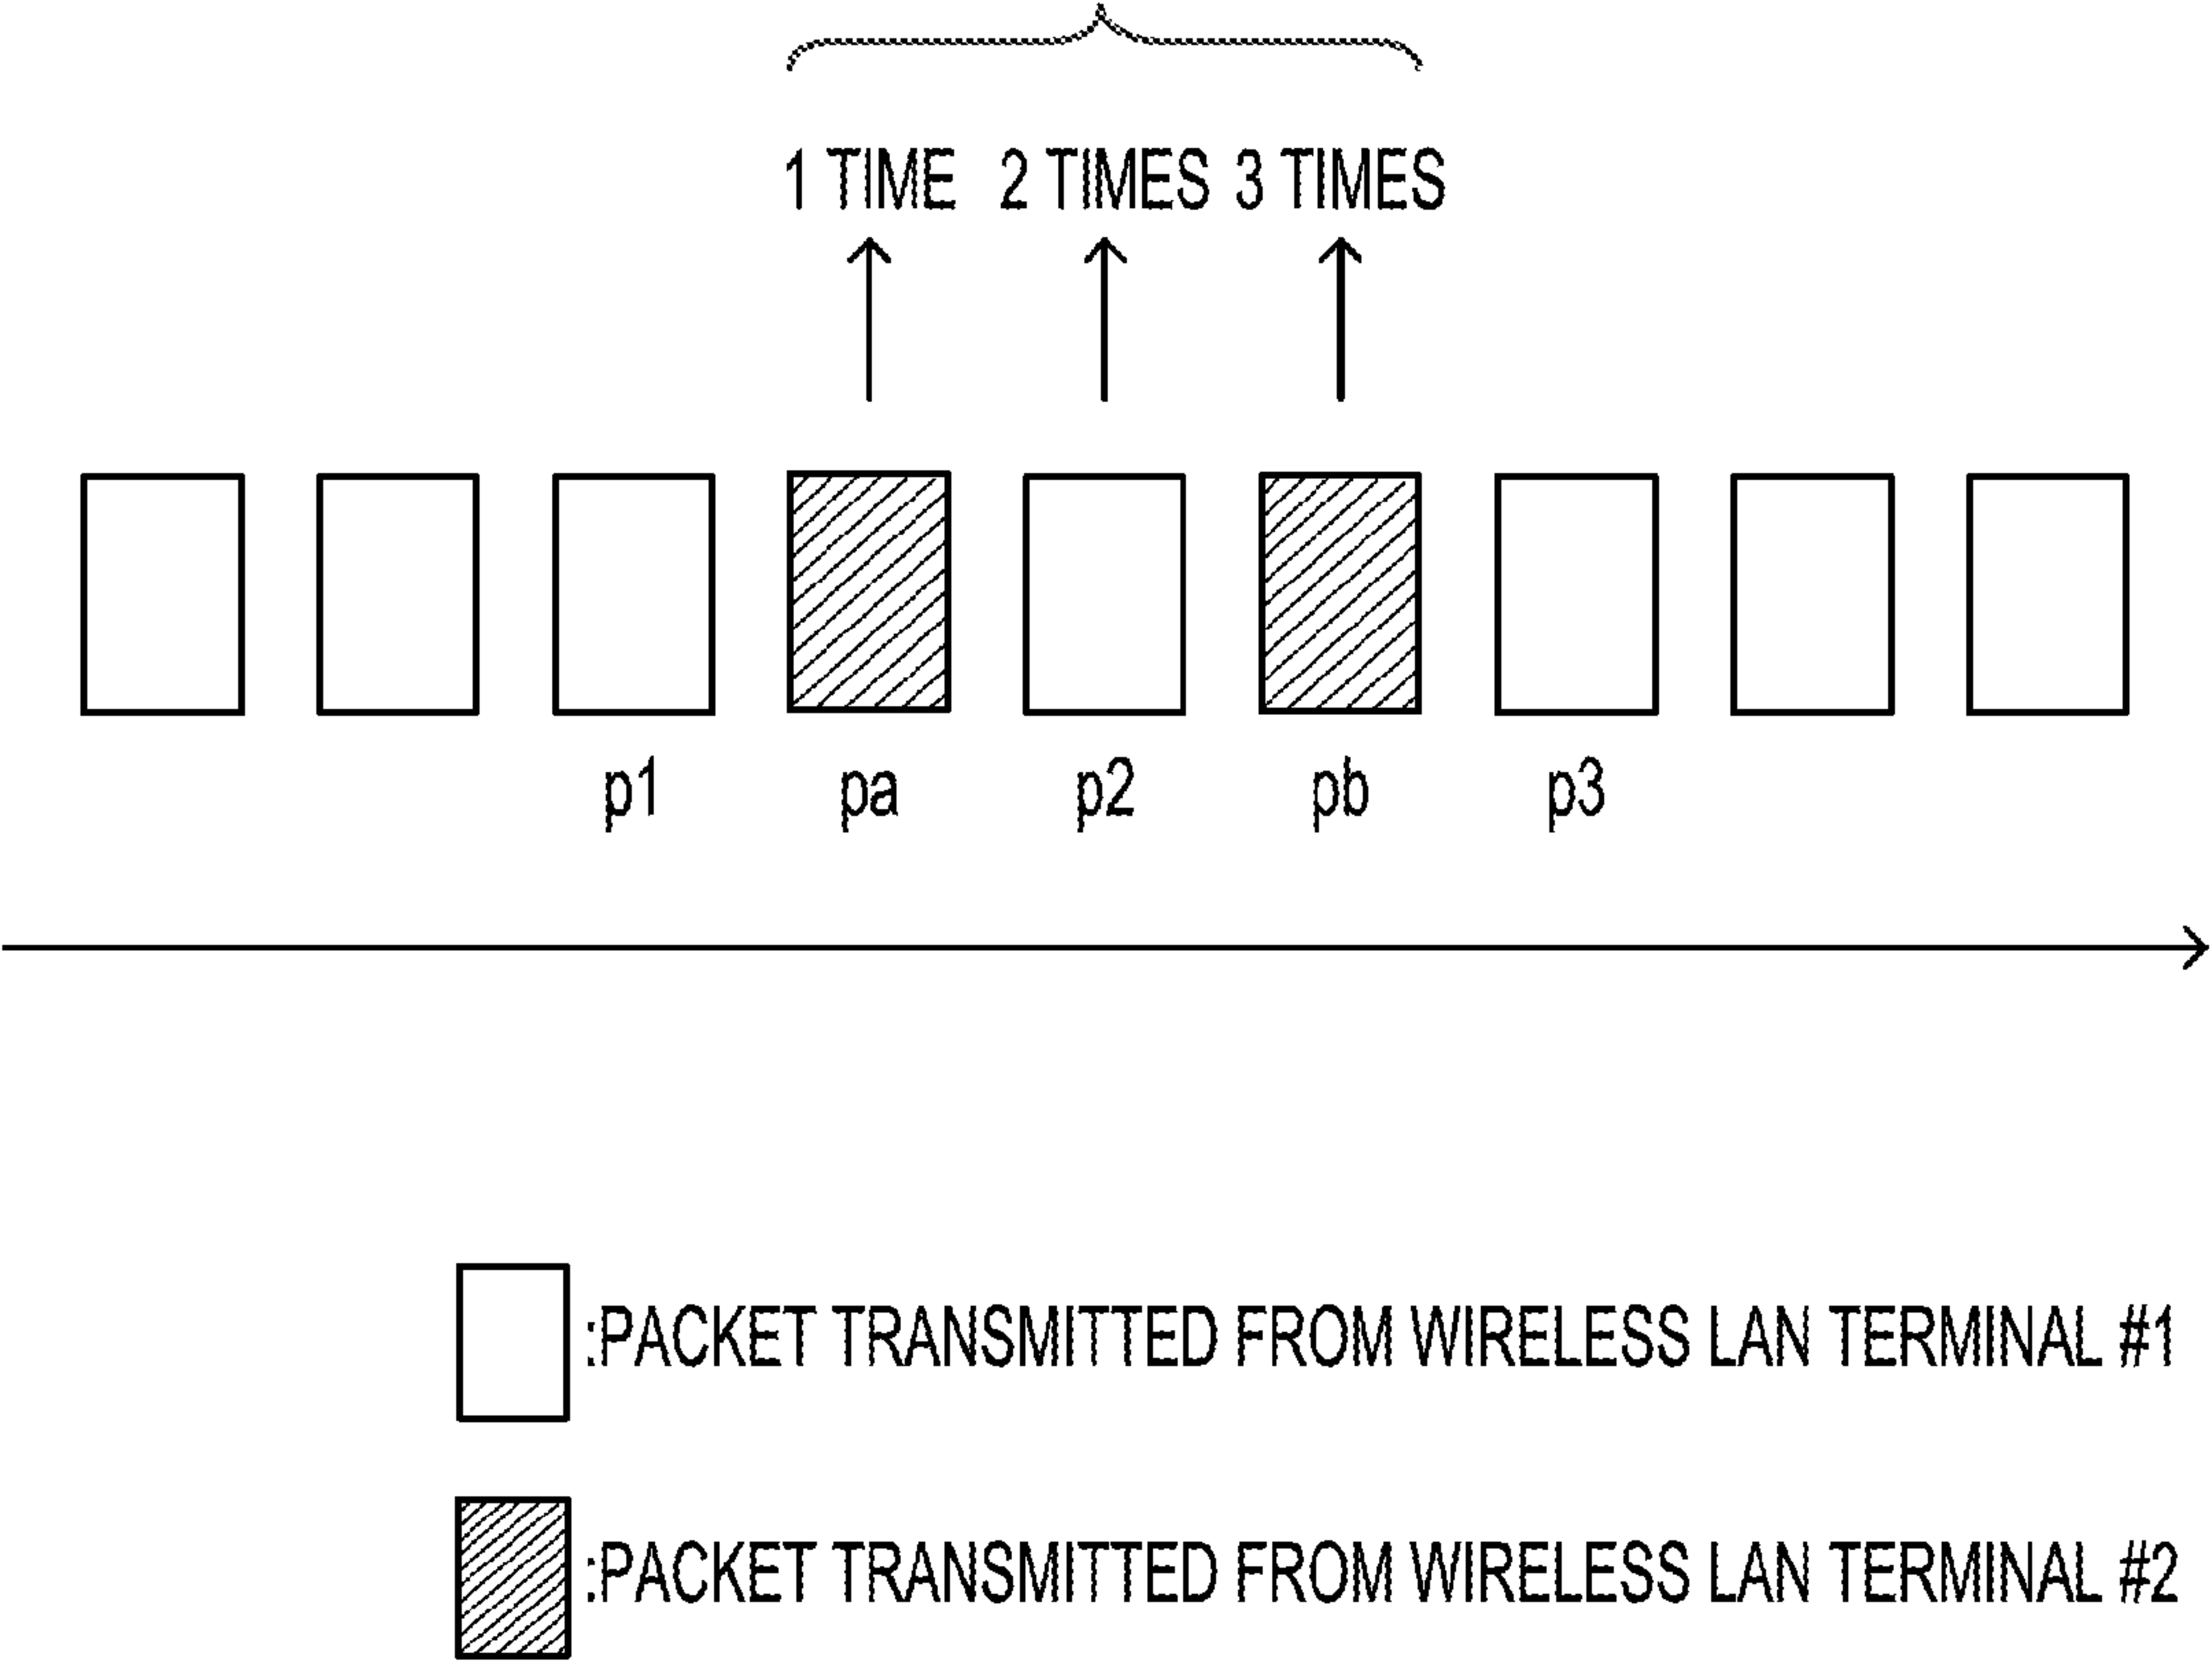 1 TIME 2 TIMES 3 TIMES
p1 pa p2 pb p3
:PACKET TRANSMITTED FROM WIRELESS LAN TERMINAL #1
:PACKET TRANSMITTED FROM WIRELESS LAN TERMINAL #2